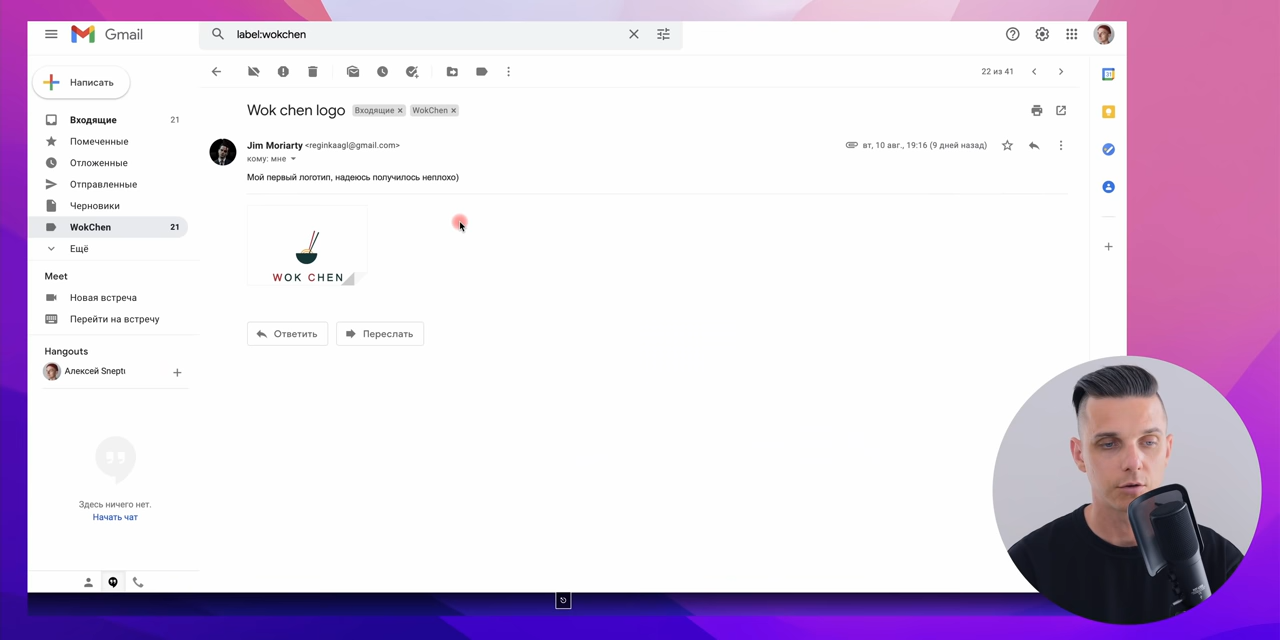 Gmail
label:wokchen
Написать
22 из 41
Входящие 21
Помеченные
Отложенные
Отправленные
Черновики
WokChen 21
Ещё
Meet
Новая встреча
Перейти на встречу
Hangouts
Алексей Snept
Здесь ничего нет.
Начать чат
Wok chen logo Входящие × WokChen ×
Jim Moriarty <reginkaagl@gmail.com>
вт, 10 авг., 19:16 (9 дней назад)
кому: мне
Мой первый логотип, надеюсь получилось неплохо)
WOK CHEN
Ответить
Переслать
31